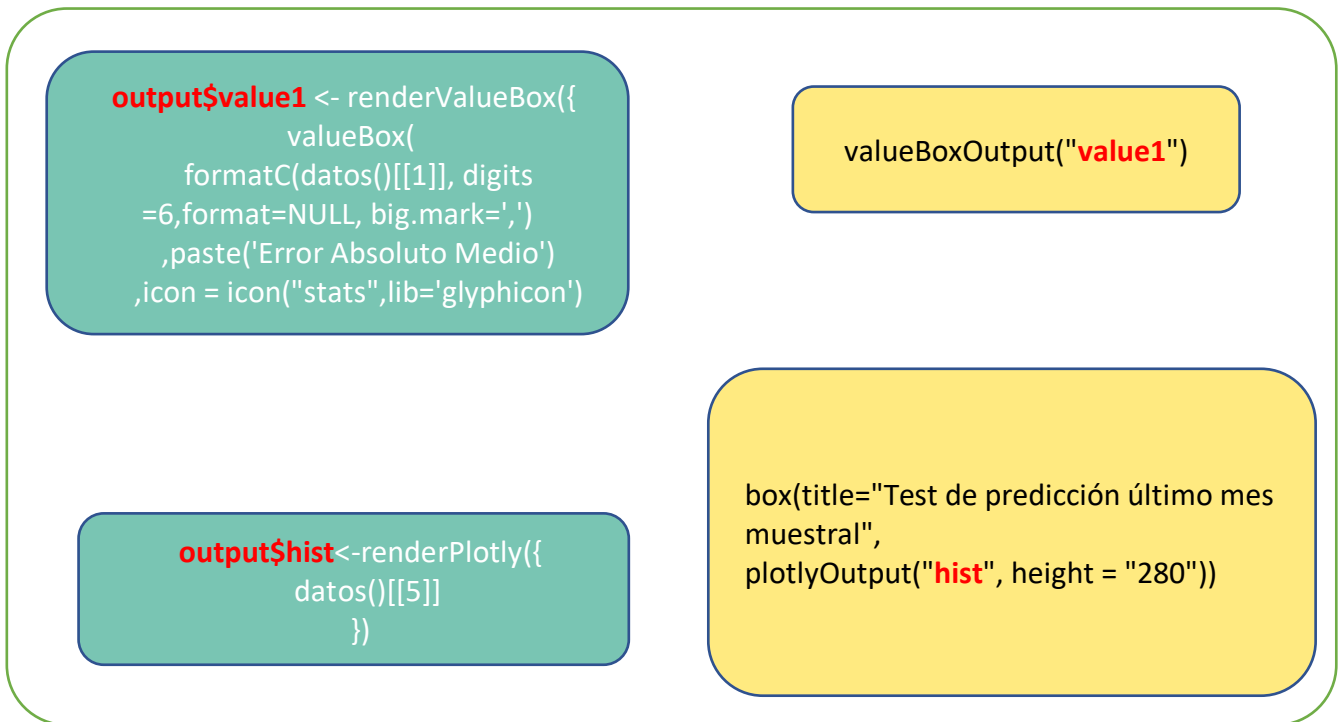 output$value1 <- renderValueBox({
valueBox(
formatC(datos()[[1]], digits
=6,format=NULL, big.mark=',')
,paste('Error Absoluto Medio')
,icon = icon("stats",lib='glyphicon')
valueBoxOutput("value1")
output$hist<-renderPlotly({
datos()[[5]]
})
box(title="Test de predicción último mes
muestral",
plotlyOutput("hist", height = "280"))